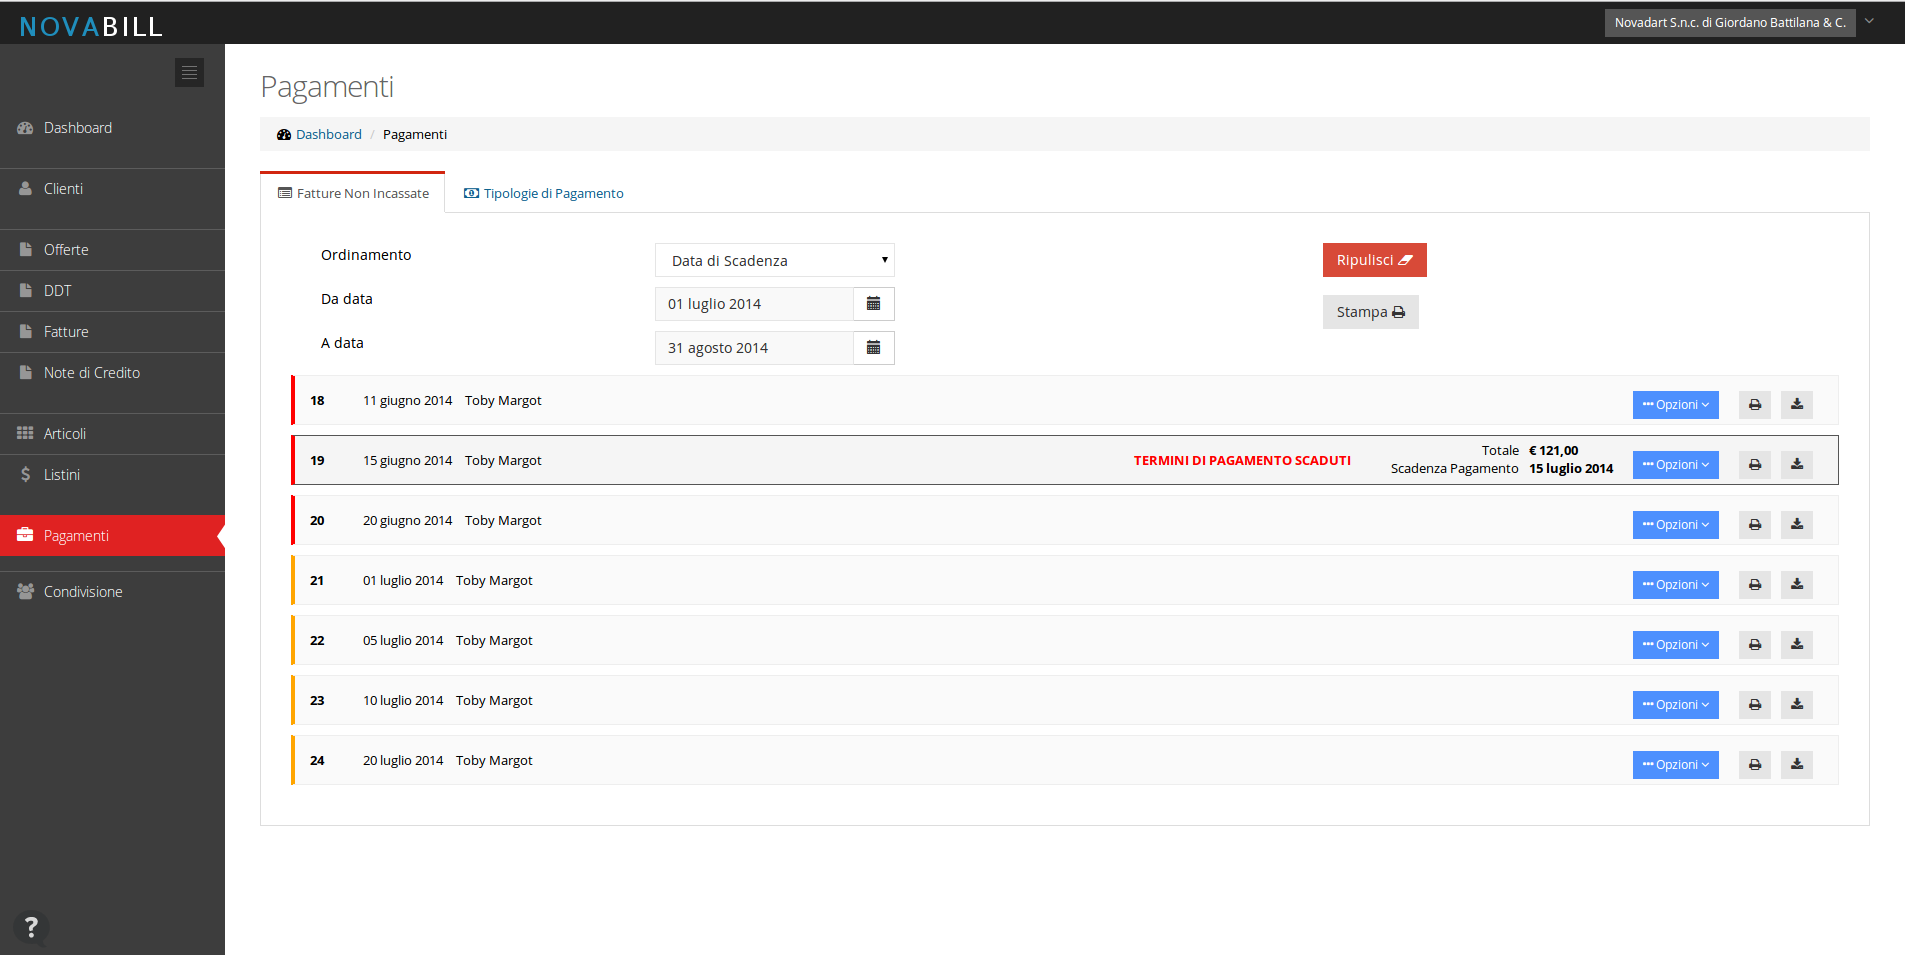 NOVABILL
Novadart S.n.c. di Giordano Battilana & C.
Dashboard
Clienti
Offerte
DDT
Fatture
Note di Credito
Articoli
Listini
Pagamenti
Condivisione
?
Pagamenti
Dashboard / Pagamenti
Fatture Non Incassate
Tipologie di Pagamento
Ordinamento Data di Scadenza
Da data 01 luglio 2014
A data 31 agosto 2014
Ripulisci
Stampa
18 11 giugno 2014 Toby Margot Opzioni
19 15 giugno 2014 Toby Margot TERMINI DI PAGAMENTO SCADUTI Totale € 121,00
Scadenza Pagamento 15 luglio 2014 Opzioni
20 20 giugno 2014 Toby Margot Opzioni
21 01 luglio 2014 Toby Margot Opzioni
22 05 luglio 2014 Toby Margot Opzioni
23 10 luglio 2014 Toby Margot Opzioni
24 20 luglio 2014 Toby Margot Opzioni